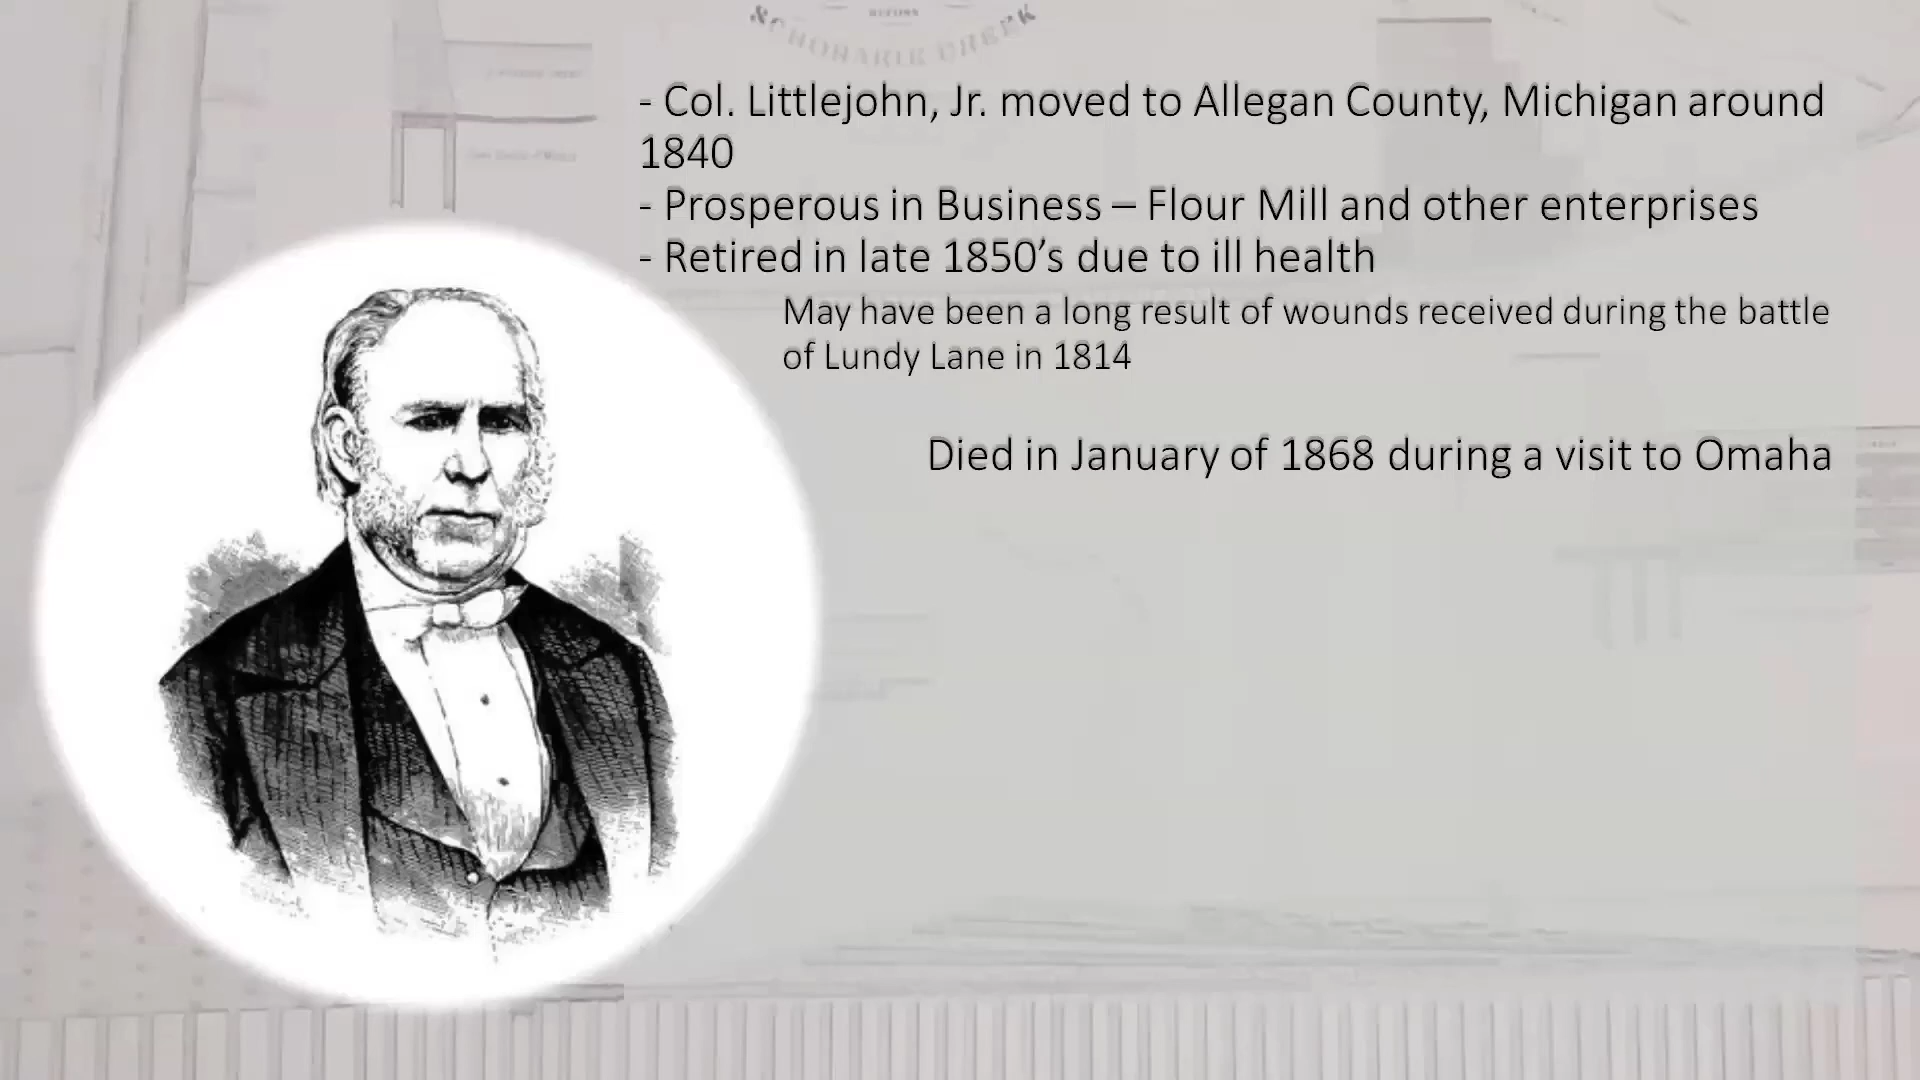 SCHOHARIE CREEK
- Col. Littlejohn, Jr. moved to Allegan County, Michigan around
1840
- Prosperous in Business – Flour Mill and other enterprises
- Retired in late 1850’s due to ill health
May have been a long result of wounds received during the battle
of Lundy Lane in 1814
Died in January of 1868 during a visit to Omaha